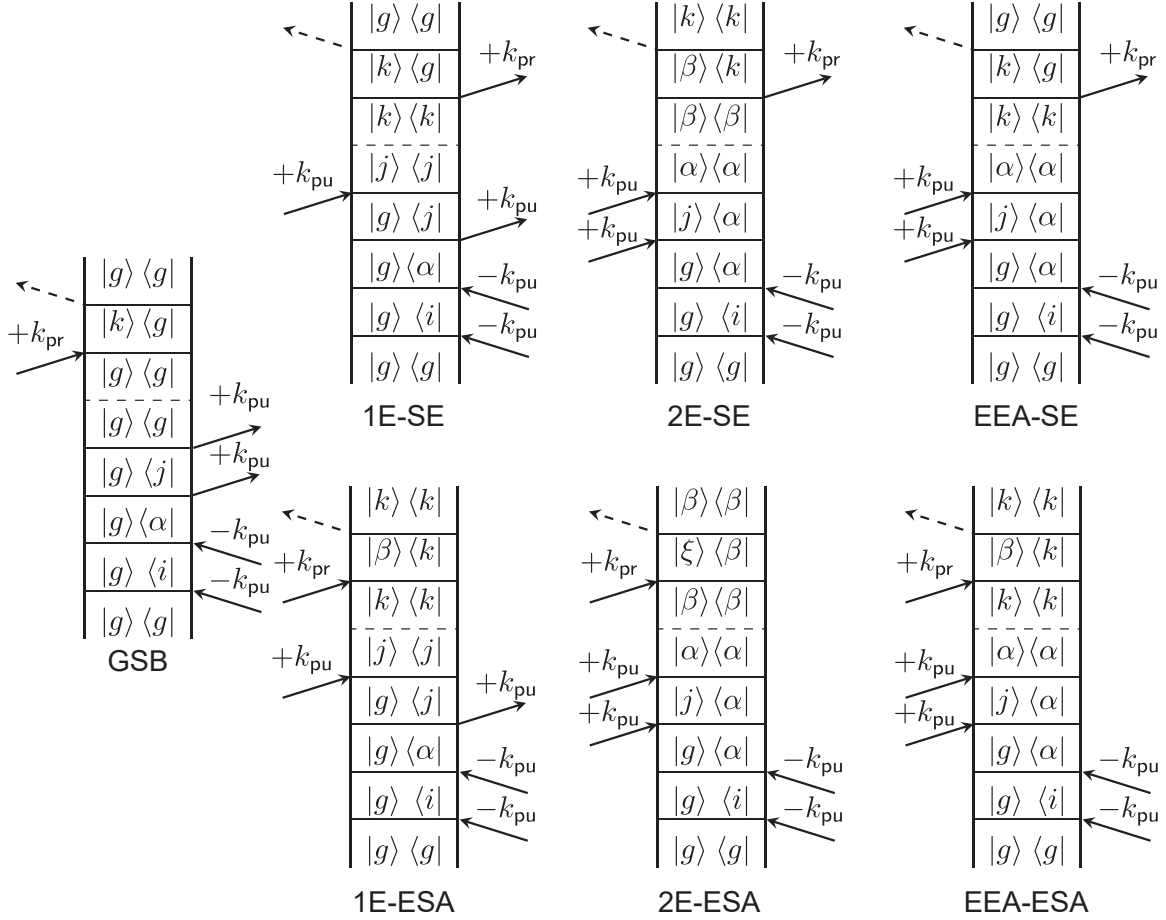 |g⟩ ⟨g|
+k_pr
|k⟩ ⟨g|
|g⟩ ⟨g|
+k_pu
|g⟩ ⟨g|
+k_pu
|g⟩ ⟨j|
|g⟩ ⟨α|
−k_pu
|g⟩ ⟨i|
−k_pu
|g⟩ ⟨g|
GSB
|g⟩ ⟨g|
+k_pr
|k⟩ ⟨g|
|k⟩ ⟨k|
+k_pu
|j⟩ ⟨j|
+k_pu
|g⟩ ⟨j|
|g⟩ ⟨α|
−k_pu
|g⟩ ⟨i|
−k_pu
|g⟩ ⟨g|
1E-SE
|k⟩ ⟨k|
+k_pr
|β⟩ ⟨k|
|β⟩ ⟨β|
|α⟩ ⟨α|
+k_pu
|j⟩ ⟨α|
+k_pu
|g⟩ ⟨α|
−k_pu
|g⟩ ⟨i|
−k_pu
|g⟩ ⟨g|
2E-SE
|g⟩ ⟨g|
+k_pr
|k⟩ ⟨g|
|k⟩ ⟨k|
|α⟩ ⟨α|
+k_pu
|j⟩ ⟨α|
+k_pu
|g⟩ ⟨α|
−k_pu
|g⟩ ⟨i|
−k_pu
|g⟩ ⟨g|
EEA-SE
|k⟩ ⟨k|
|β⟩ ⟨k|
+k_pr
|k⟩ ⟨k|
|j⟩ ⟨j|
+k_pu
+k_pu
|g⟩ ⟨j|
|g⟩ ⟨α|
−k_pu
|g⟩ ⟨i|
−k_pu
|g⟩ ⟨g|
1E-ESA
|β⟩ ⟨β|
|ξ⟩ ⟨β|
+k_pr
|β⟩ ⟨β|
|α⟩ ⟨α|
+k_pu
|j⟩ ⟨α|
+k_pu
|g⟩ ⟨α|
−k_pu
|g⟩ ⟨i|
−k_pu
|g⟩ ⟨g|
2E-ESA
|k⟩ ⟨k|
|β⟩ ⟨k|
+k_pr
|k⟩ ⟨k|
|α⟩ ⟨α|
+k_pu
|j⟩ ⟨α|
+k_pu
|g⟩ ⟨α|
−k_pu
|g⟩ ⟨i|
−k_pu
|g⟩ ⟨g|
EEA-ESA